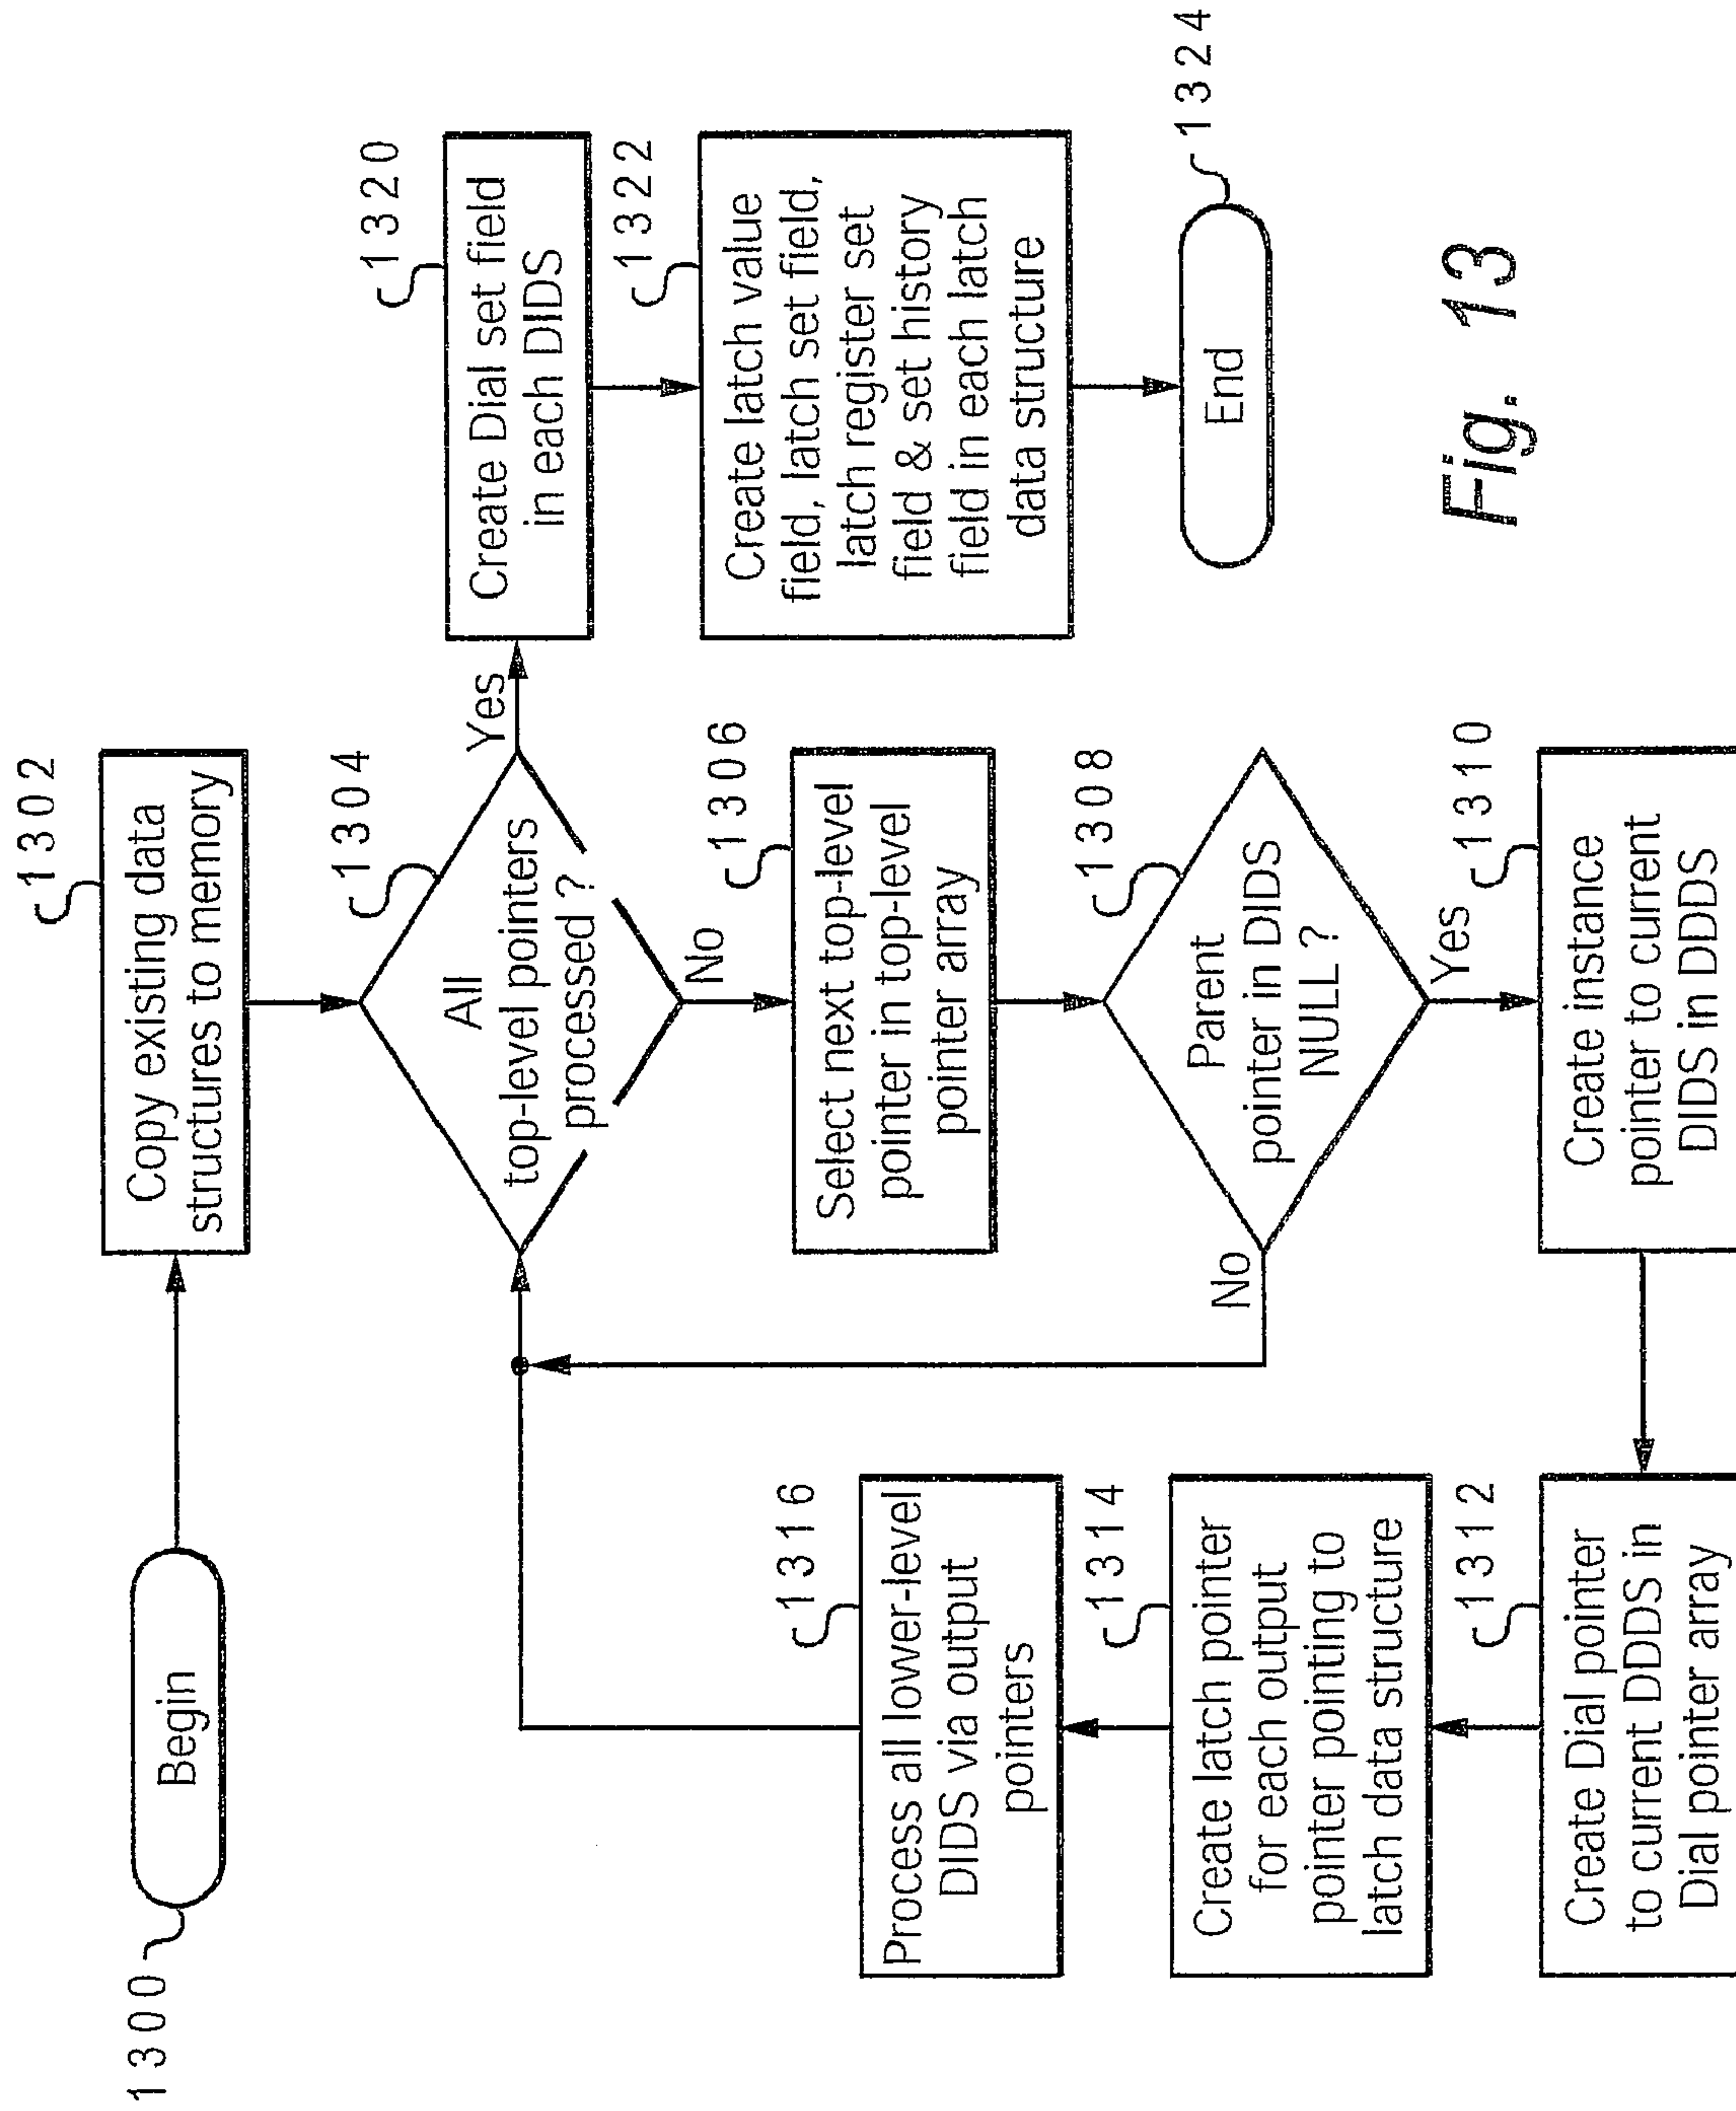 1300
Begin
1302
Copy existing data
structures to memory
1304
All
top-level pointers
processed ?
Yes
No
1306
Select next top-level
pointer in top-level
pointer array
1308
Parent
pointer in DIDS
NULL ?
No
Yes
1310
Create instance
pointer to current
DIDS in DDDS
1312
Create Dial pointer
to current DDDS in
Dial pointer array
1314
Create latch pointer
for each output
pointer pointing to
latch data structure
1316
Process all lower-level
DIDS via output
pointers
1320
Create Dial set field
in each DIDS
1322
Create latch value
field, latch set field,
latch register set
field & set history
field in each latch
data structure
End
1324
Fig. 13